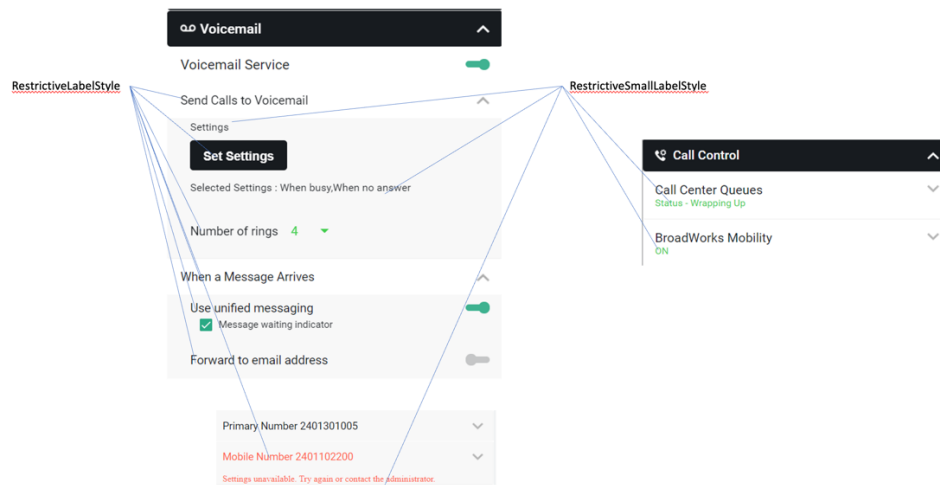 Voicemail
Voicemail Service
RestrictiveLabelStyle
RestrictiveSmallLabelStyle
Send Calls to Voicemail
Settings
Set Settings
Selected Settings : When busy,When no answer
Number of rings 4
When a Message Arrives
Use unified messaging
Message waiting indicator
Forward to email address
Primary Number 2401301005
Mobile Number 2401102200
Settings unavailable. Try again or contact the administrator.
Call Control
Call Center Queues
Status - Wrapping Up
BroadWorks Mobility
ON